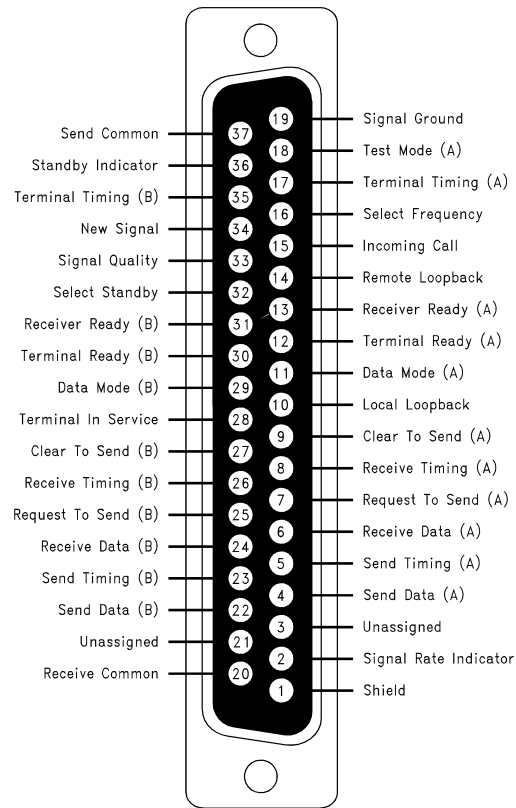 19 Signal Ground
Send Common 37
18 Test Mode (A)
Standby Indicator 36
17 Terminal Timing (A)
Terminal Timing (B) 35
16 Select Frequency
New Signal 34
15 Incoming Call
Signal Quality 33
14 Remote Loopback
Select Standby 32
13 Receiver Ready (A)
Receiver Ready (B) 31
12 Terminal Ready (A)
Terminal Ready (B) 30
11 Data Mode (A)
Data Mode (B) 29
10 Local Loopback
Terminal In Service 28
9 Clear To Send (A)
Clear To Send (B) 27
8 Receive Timing (A)
Receive Timing (B) 26
7 Request To Send (A)
Request To Send (B) 25
6 Receive Data (A)
Receive Data (B) 24
5 Send Timing (A)
Send Timing (B) 23
4 Send Data (A)
Send Data (B) 22
3 Unassigned
Unassigned 21
2 Signal Rate Indicator
Receive Common 20
1 Shield